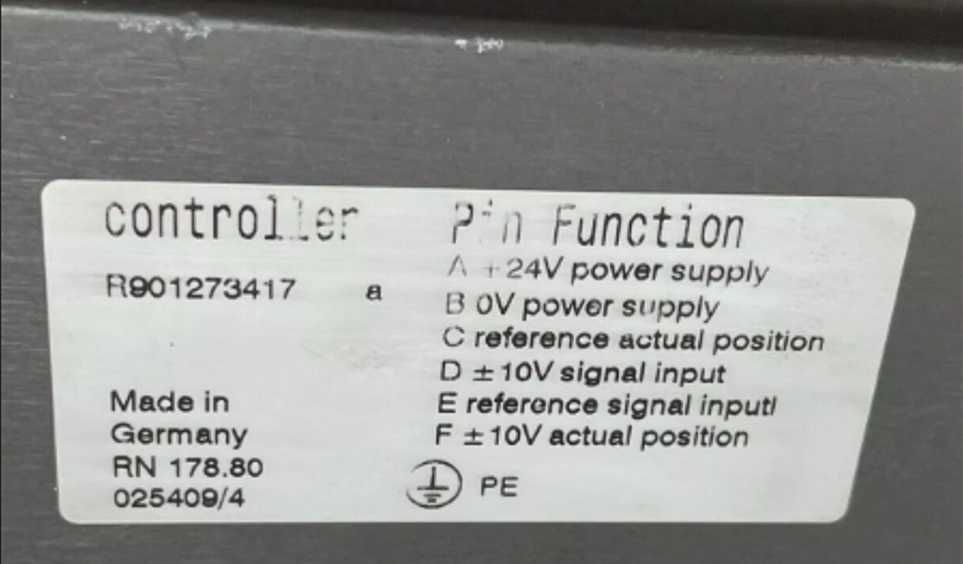 controller
R901273417 a
Made in
Germany
RN 178.80
025409/4
Pin Function
A +24V power supply
B 0V power supply
C reference actual position
D ±10V signal input
E reference signal inputl
F ±10V actual position
PE